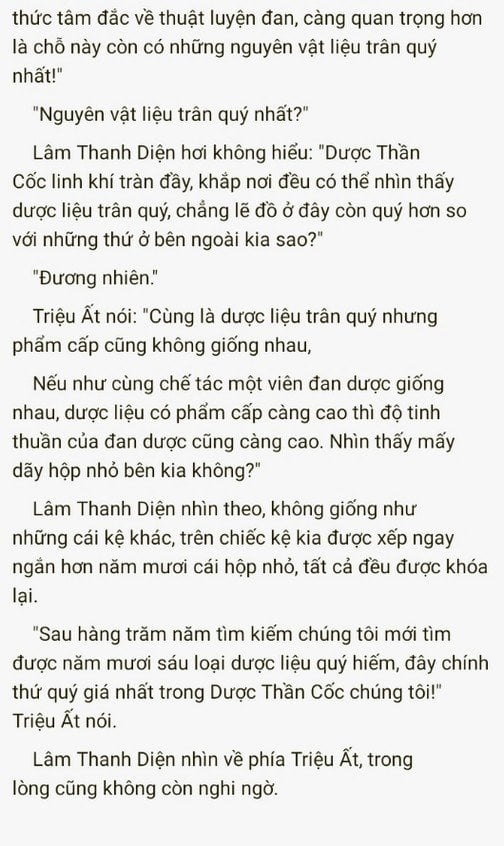 thức tâm đắc về thuật luyện đan, càng quan trọng hơn
là chỗ này còn có những nguyên vật liệu trân quý
nhất!"
"Nguyên vật liệu trân quý nhất?"
Lâm Thanh Diện hơi không hiểu: "Dược Thần
Cốc linh khí tràn đầy, khắp nơi đều có thể nhìn thấy
dược liệu trân quý, chẳng lẽ đồ ở đây còn quý hơn so
với những thứ ở bên ngoài kia sao?"
"Đương nhiên."
Triệu Ất nói: "Cùng là dược liệu trân quý nhưng
phẩm cấp cũng không giống nhau,
Nếu như cùng chế tác một viên đan dược giống
nhau, dược liệu có phẩm cấp càng cao thì độ tinh
thuần của đan dược cũng càng cao. Nhìn thấy mấy
dãy hộp nhỏ bên kia không?"
Lâm Thanh Diện nhìn theo, không giống như
những cái kệ khác, trên chiếc kệ kia được xếp ngay
ngắn hơn năm mươi cái hộp nhỏ, tất cả đều được khóa
lại.
"Sau hàng trăm năm tìm kiếm chúng tôi mới tìm
được năm mươi sáu loại dược liệu quý hiếm, đây chính
thứ quý giá nhất trong Dược Thần Cốc chúng tôi!"
Triệu Ất nói.
Lâm Thanh Diện nhìn về phía Triệu Ất, trong
lòng cũng không còn nghi ngờ.